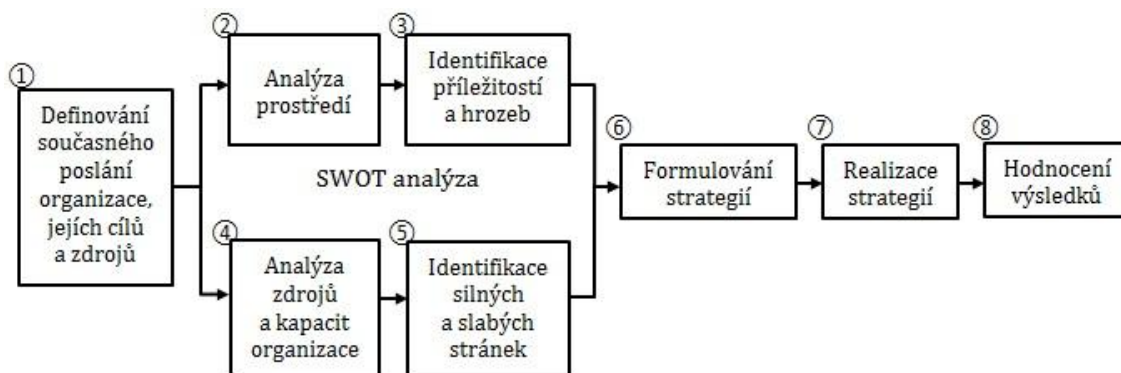 ①
Definování
současného
poslání
organizace,
jejích cílů
a zdrojů
②
Analýza
prostředí
③
Identifikace
příležitostí
a hrozeb
SWOT analýza
④
Analýza
zdrojů
a kapacit
organizace
⑤
Identifikace
silných
a slabých
stránek
⑥
Formulování
strategií
⑦
Realizace
strategií
⑧
Hodnocení
výsledků